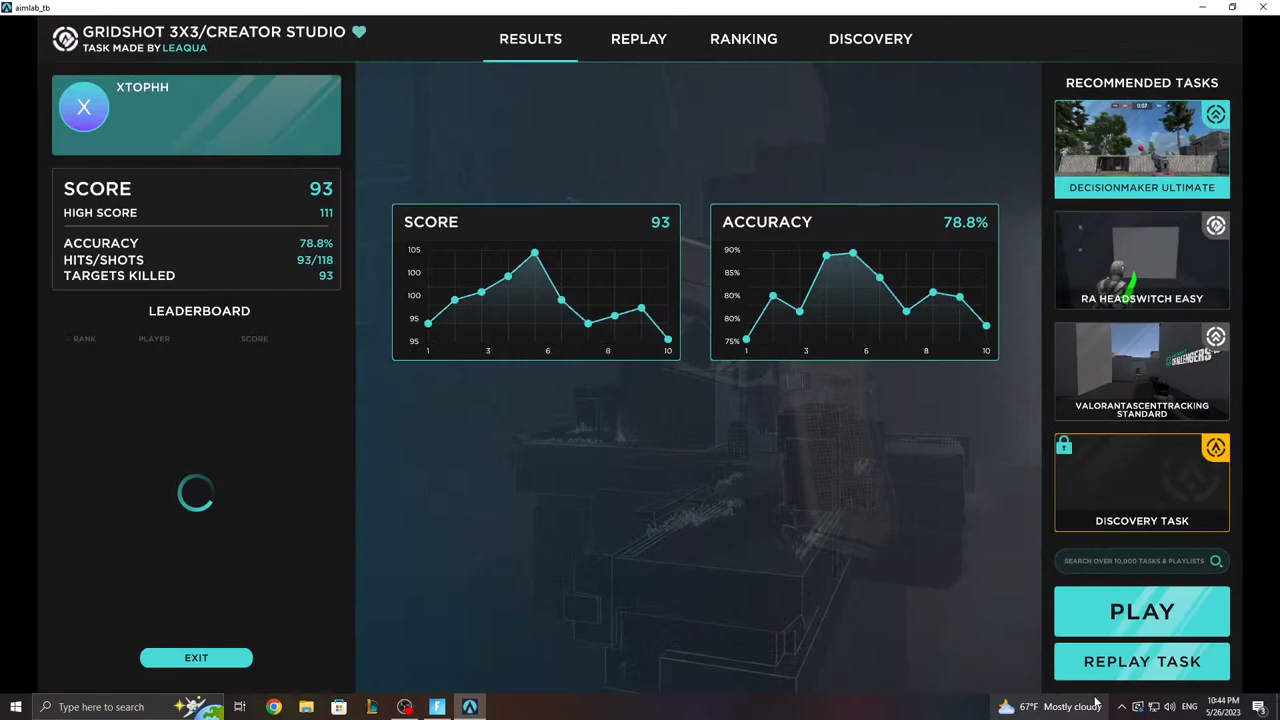 aimlab_tb
GRIDSHOT 3X3/CREATOR STUDIO
TASK MADE BY LEAQUA
RESULTS
REPLAY
RANKING
DISCOVERY
X
XTOPHH
SCORE 93
HIGH SCORE 111
ACCURACY 78.8%
HITS/SHOTS 93/118
TARGETS KILLED 93
LEADERBOARD
RANK PLAYER SCORE
EXIT
SCORE 93
105
100
100
95
95
1 3 6 8 10
ACCURACY 78.8%
90%
85%
80%
80%
75%
1 3 6 8 10
RECOMMENDED TASKS
0:57
DECISIONMAKER ULTIMATE
RA HEADSWITCH EASY
CHALLENGERS
VALORANTASCENTTRACKING
STANDARD
DISCOVERY TASK
SEARCH OVER 10,000 TASKS & PLAYLISTS
PLAY
REPLAY TASK
Type here to search
67°F Mostly cloudy
ENG
10:44 PM
5/26/2023